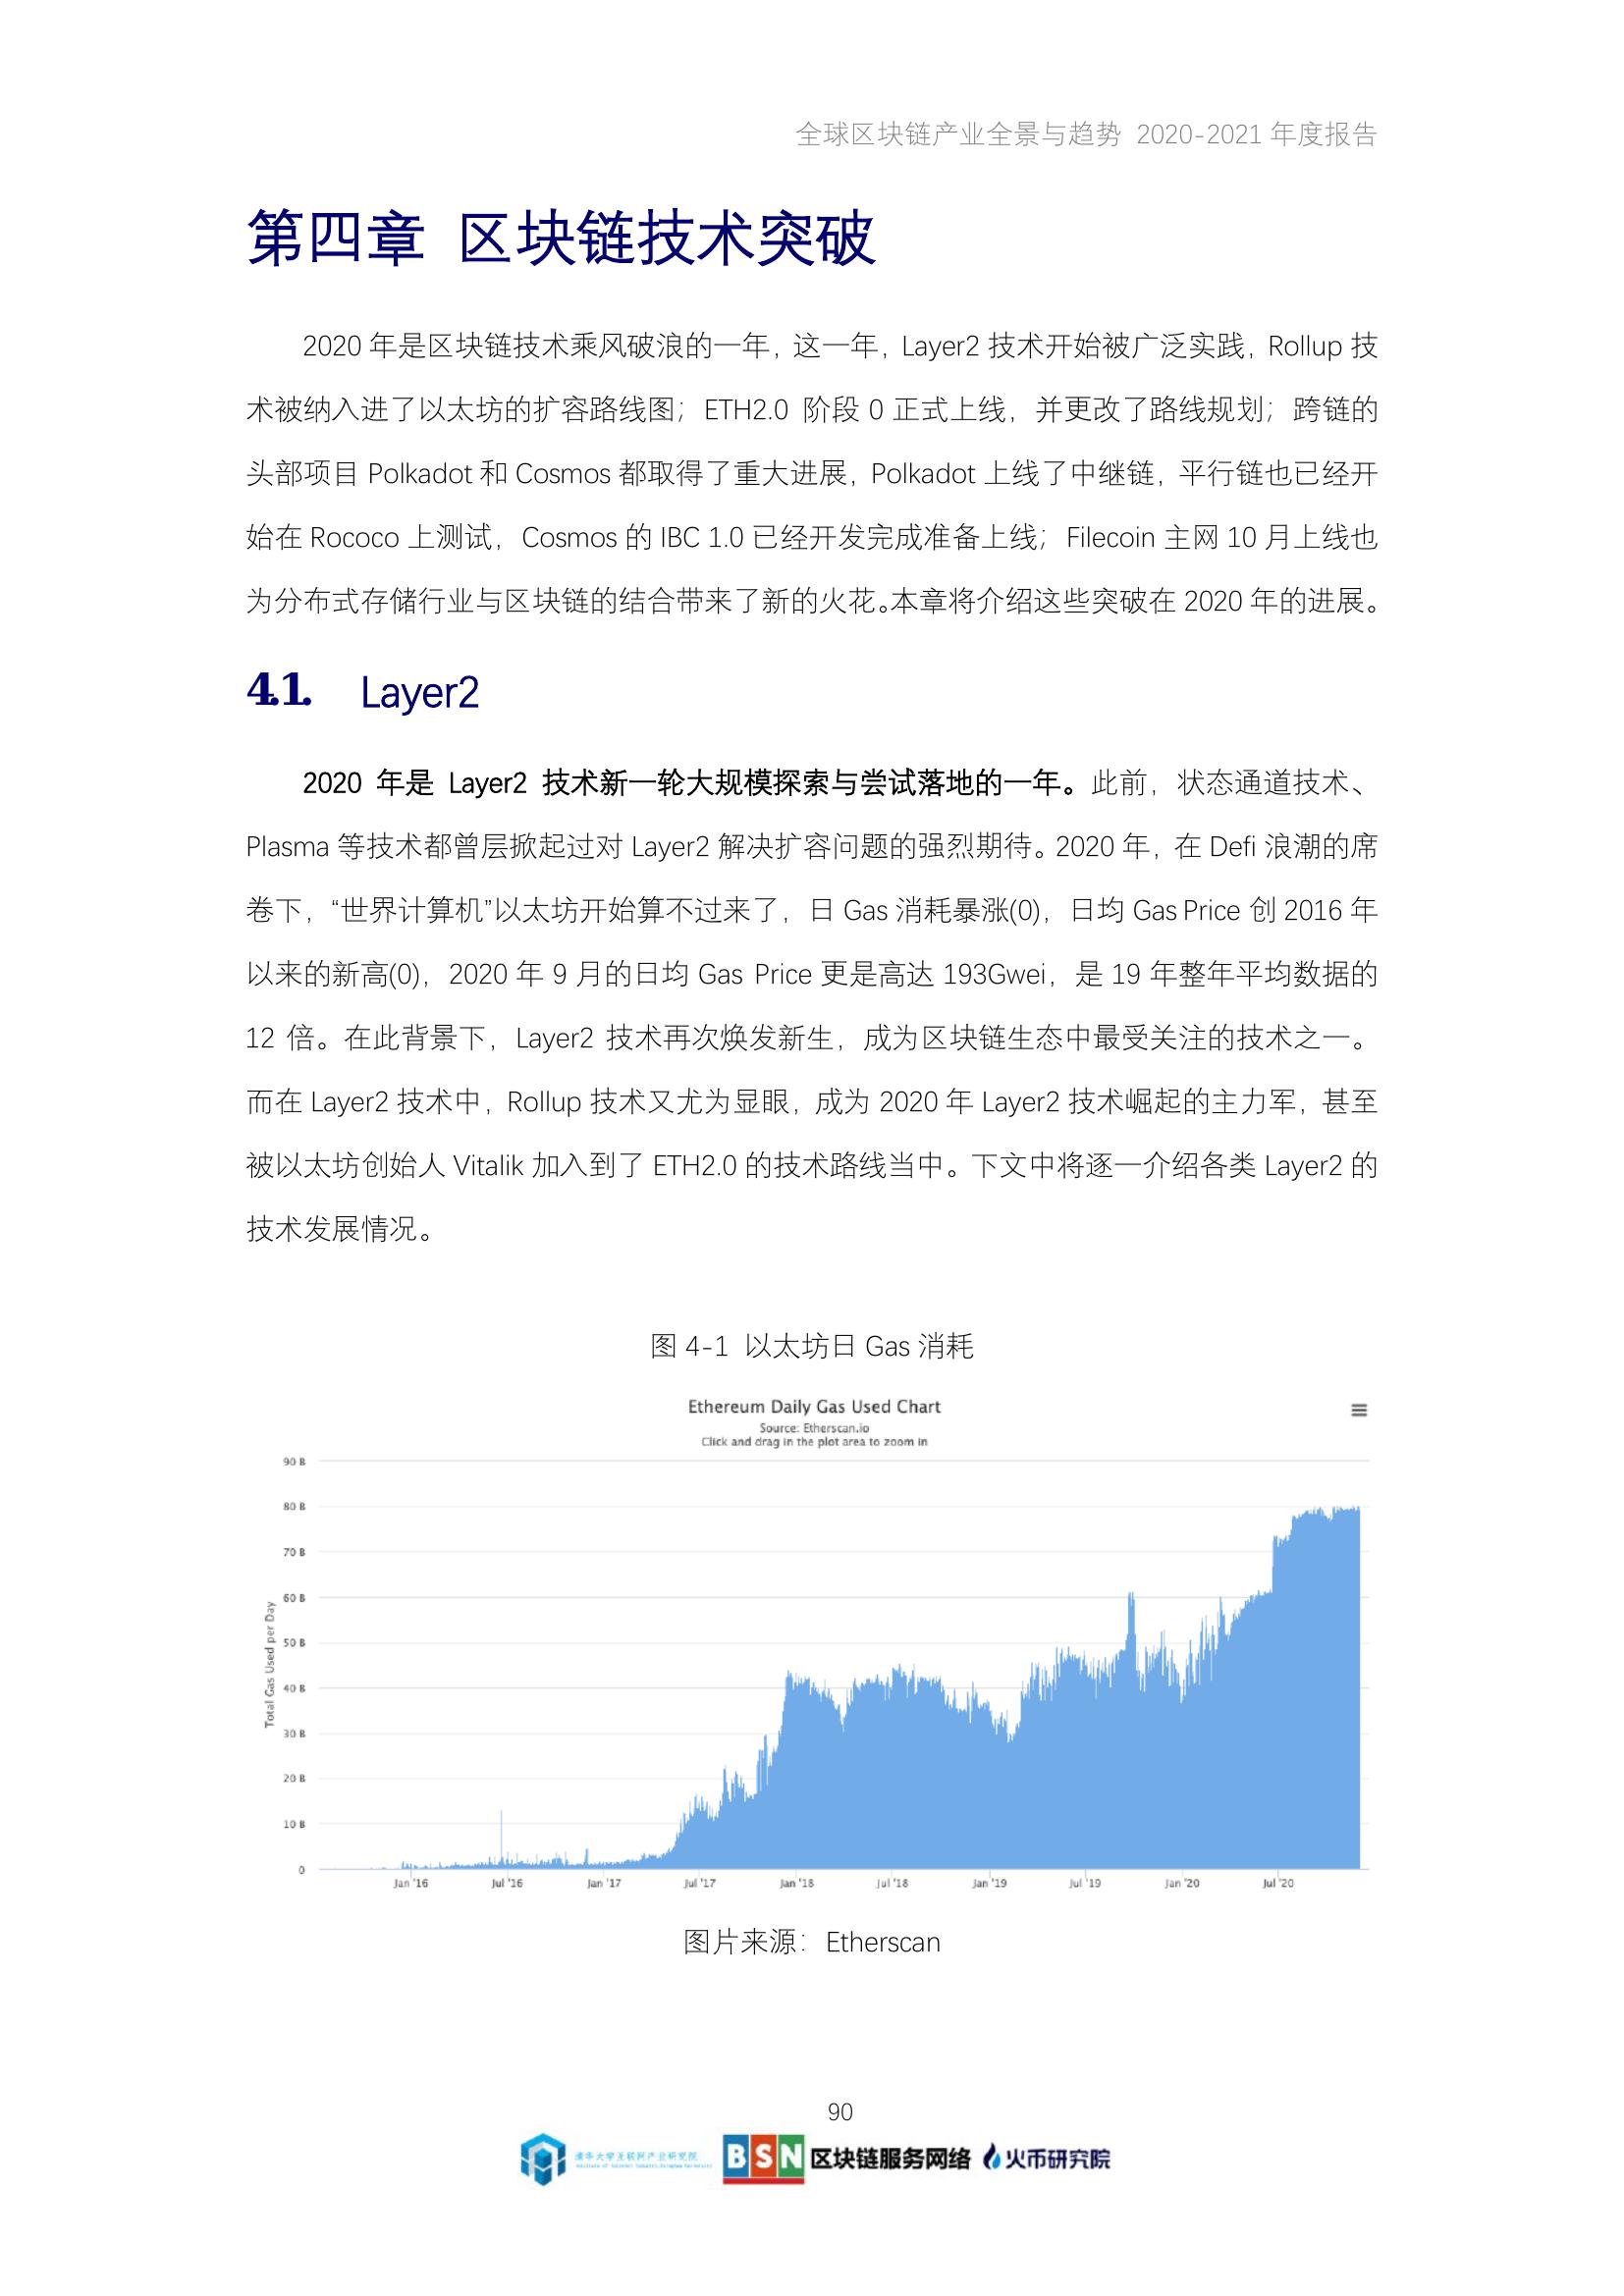 全球区块链产业全景与趋势 2020-2021 年度报告
第四章 区块链技术突破
2020 年是区块链技术乘风破浪的一年，这一年，Layer2 技术开始被广泛实践，Rollup 技
术被纳入进了以太坊的扩容路线图；ETH2.0 阶段 0 正式上线，并更改了路线规划；跨链的
头部项目 Polkadot 和 Cosmos 都取得了重大进展，Polkadot 上线了中继链，平行链也已经开
始在 Rococo 上测试，Cosmos 的 IBC 1.0 已经开发完成准备上线；Filecoin 主网 10 月上线也
为分布式存储行业与区块链的结合带来了新的火花。本章将介绍这些突破在 2020 年的进展。
4.1. Layer2
2020 年是 Layer2 技术新一轮大规模探索与尝试落地的一年。此前，状态通道技术、
Plasma 等技术都曾层掀起过对 Layer2 解决扩容问题的强烈期待。2020 年，在 Defi 浪潮的席
卷下，“世界计算机”以太坊开始算不过来了，日 Gas 消耗暴涨(0)，日均 Gas Price 创 2016 年
以来的新高(0)，2020 年 9 月的日均 Gas Price 更是高达 193Gwei，是 19 年整年平均数据的
12 倍。在此背景下，Layer2 技术再次焕发新生，成为区块链生态中最受关注的技术之一。
而在 Layer2 技术中，Rollup 技术又尤为显眼，成为 2020 年 Layer2 技术崛起的主力军，甚至
被以太坊创始人 Vitalik 加入到了 ETH2.0 的技术路线当中。下文中将逐一介绍各类 Layer2 的
技术发展情况。
图 4-1 以太坊日 Gas 消耗
Ethereum Daily Gas Used Chart
Source: Etherscan.io
Click and drag in the plot area to zoom in
90 B
80 B
70 B
60 B
50 B
40 B
30 B
20 B
10 B
0
Total Gas Used per Day
Jan '16 Jul '16 Jan '17 Jul '17 Jan '18 Jul '18 Jan '19 Jul '19 Jan '20 Jul '20
图片来源：Etherscan
90
清华大学互联网产业研究院
BSN 区块链服务网络 火币研究院